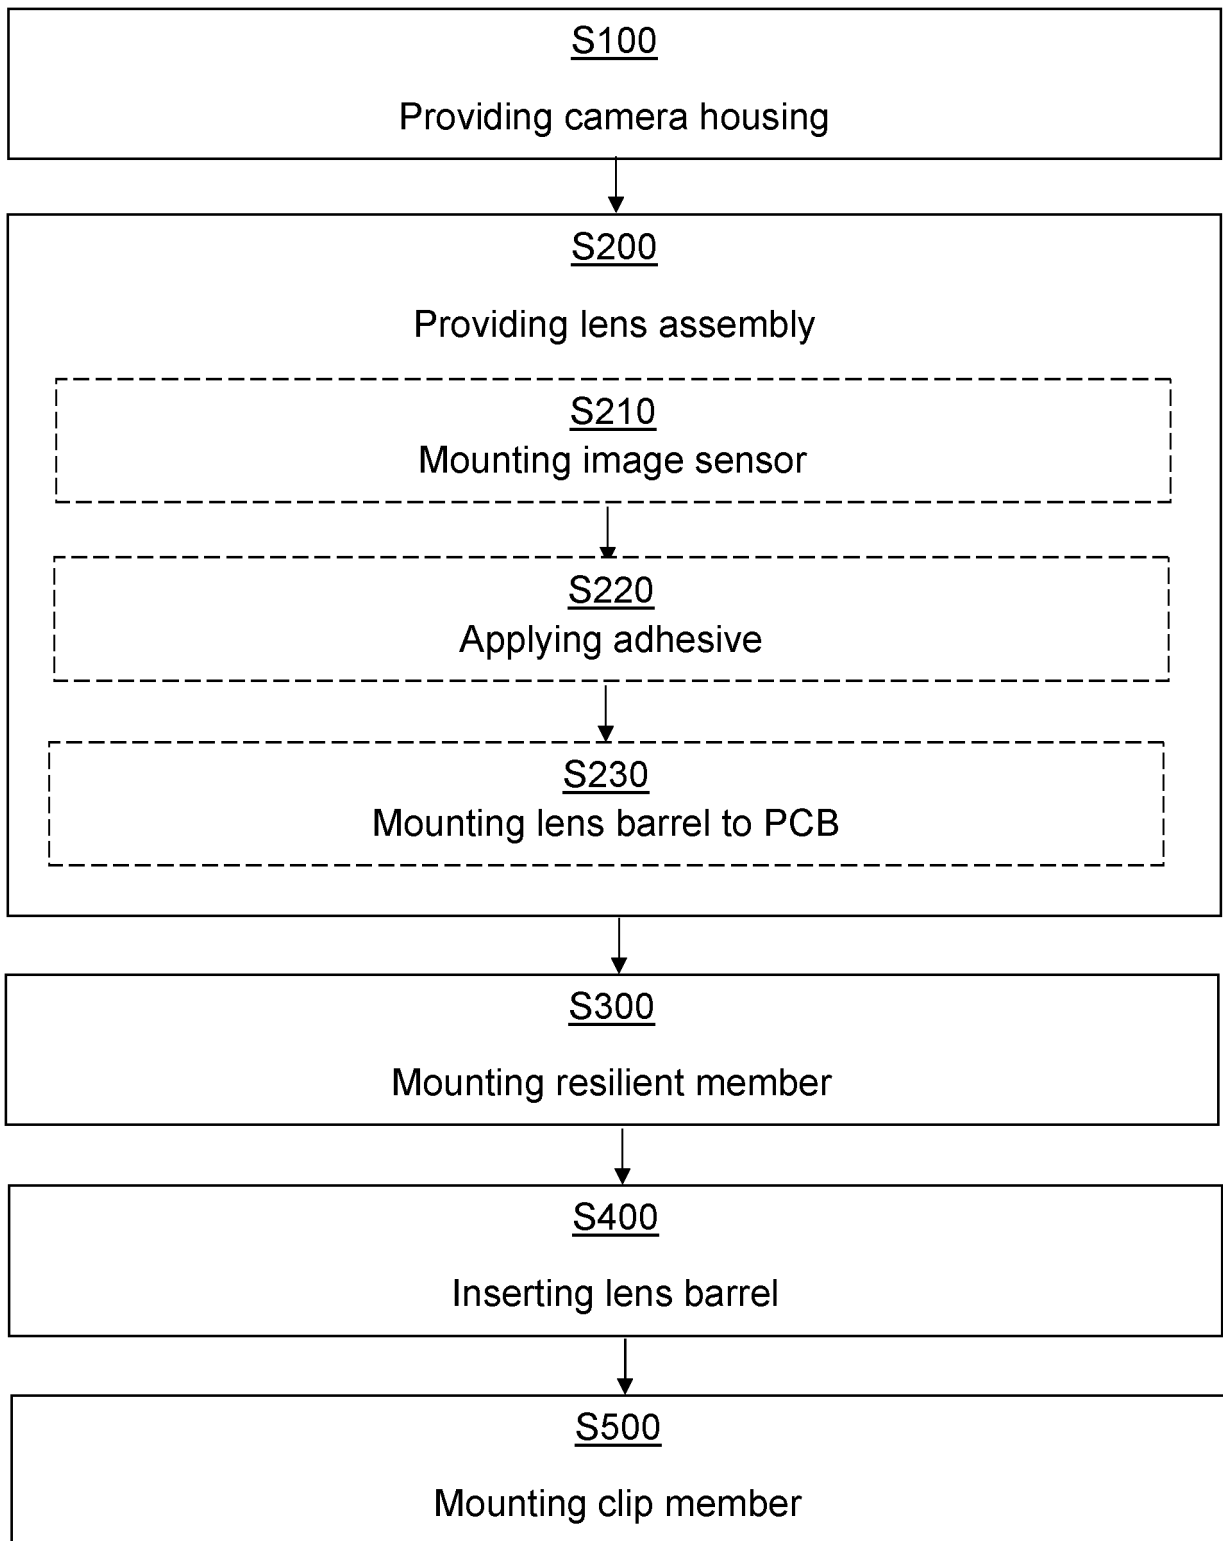 S100
Providing camera housing
S200
Providing lens assembly
S210
Mounting image sensor
S220
Applying adhesive
S230
Mounting lens barrel to PCB
S300
Mounting resilient member
S400
Inserting lens barrel
S500
Mounting clip member